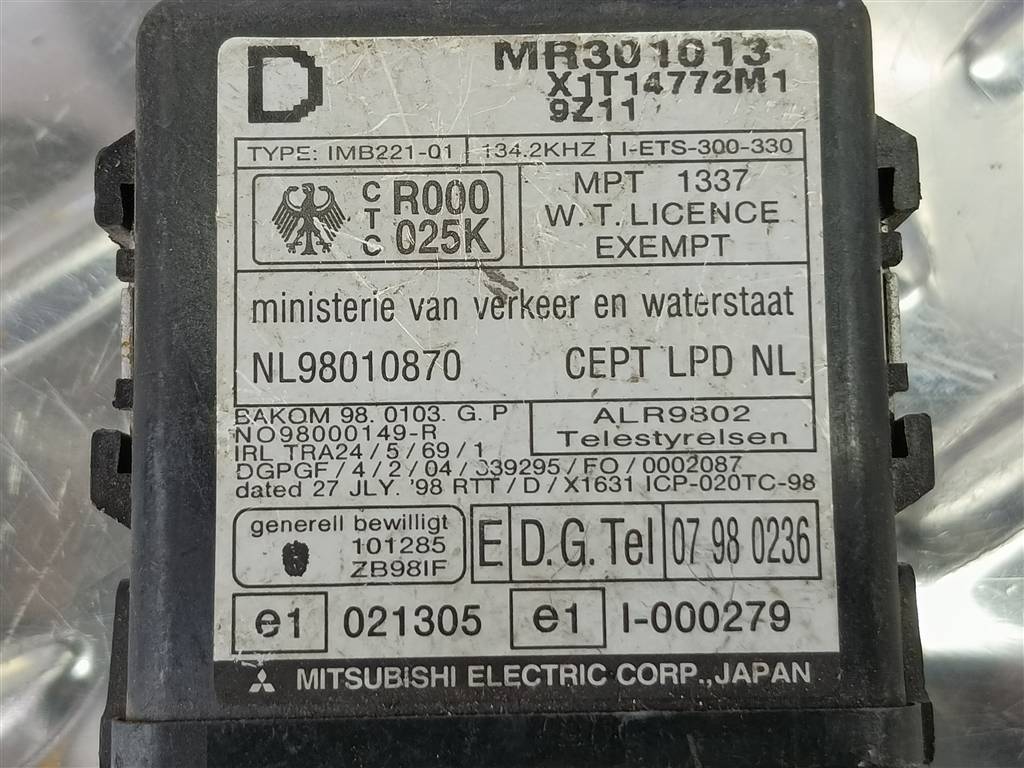 D
MR301013
X1T14772M1
9Z11
TYPE: IMB221-01 134.2KHZ I-ETS-300-330
CTC R000 025K
MPT 1337
W.T. LICENCE
EXEMPT
ministerie van verkeer en waterstaat
NL98010870 CEPT LPD NL
BAKOM 98. 0103. G. P
NO98000149-R
IRL TRA24/5/69/1
ALR9802
Telestyrelsen
DGPGF/4/2/04/339295/FO/0002087
dated 27 JLY. '98 RTT/D/X1631 ICP-020TC-98
generell bewilligt
101285
ZB98IF
E D.G.Tel 07 98 0236
e1 021305 e1 I-000279
MITSUBISHI ELECTRIC CORP.,JAPAN